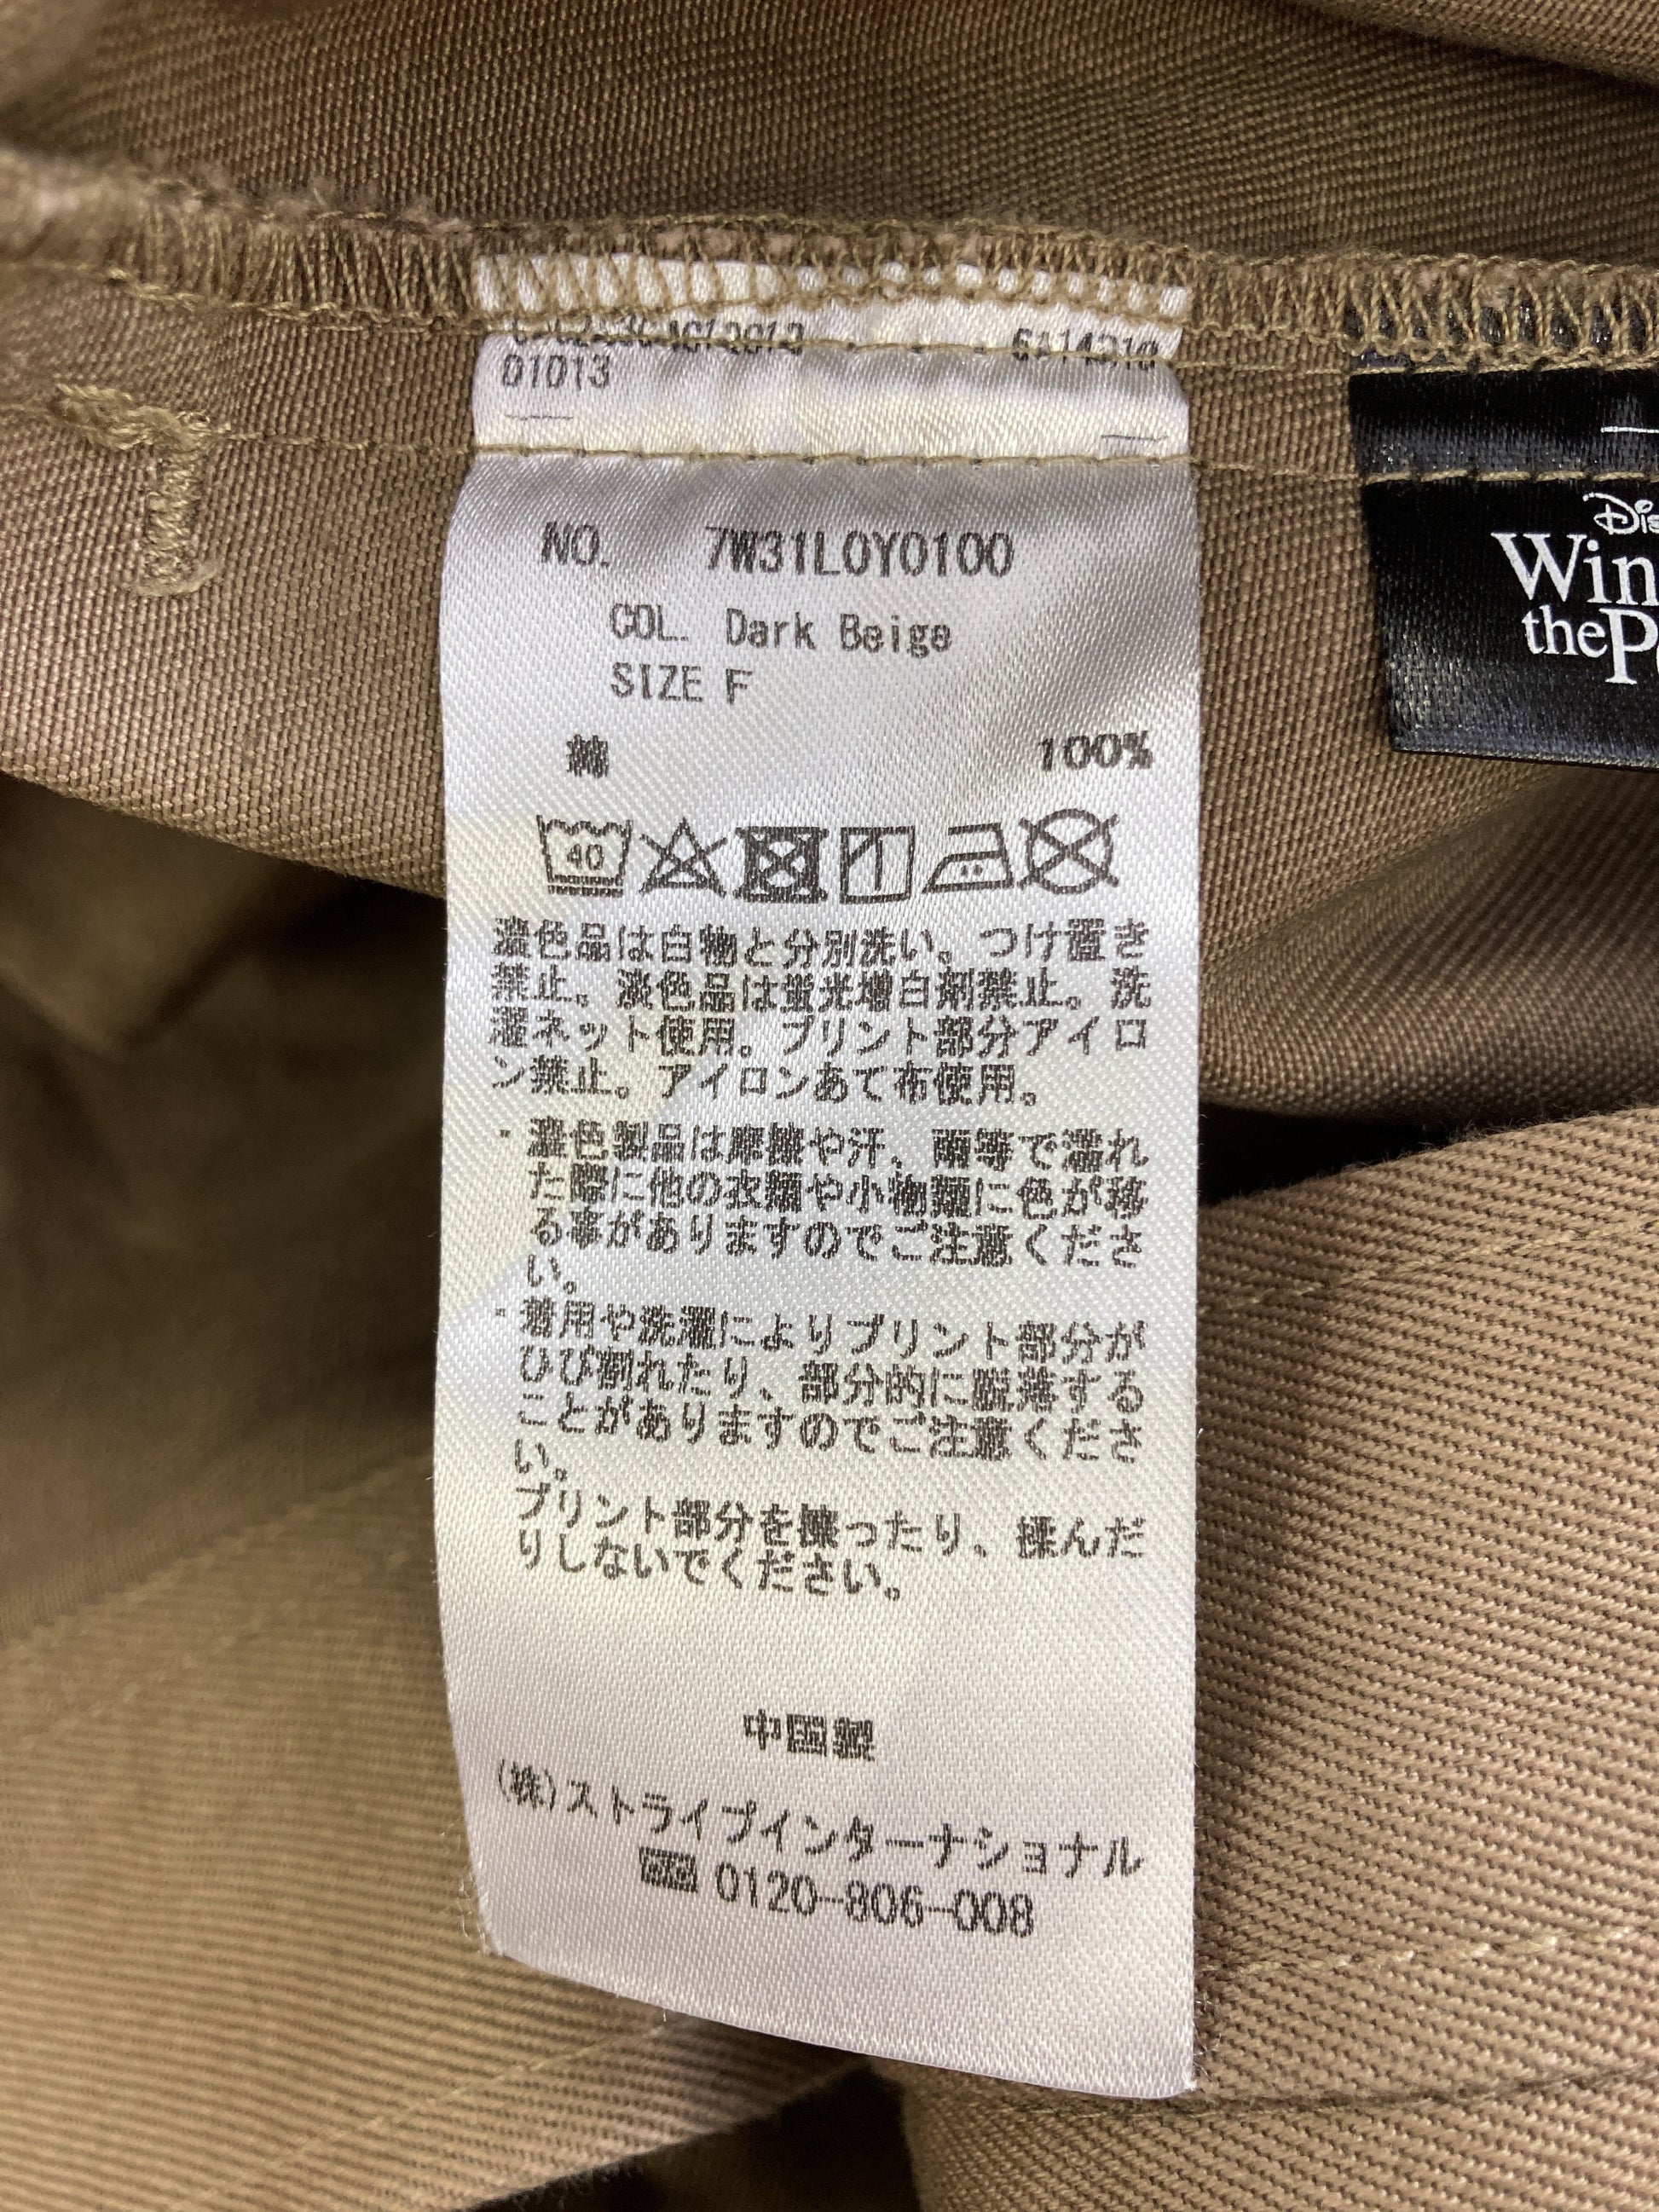 01013
NO. 7W31L0Y0100
COL. Dark Beige
SIZE F
綿 100%
40
濃色品は白物と分別洗い。つけ置き
禁止。淡色品は蛍光増白剤禁止。洗
濯ネット使用。プリント部分アイロ
ン禁止。アイロンあて布使用。
・濃色製品は摩擦や汗、雨等で濡れ
た際に他の衣類や小物類に色が移
る事がありますのでご注意くださ
い。
・着用や洗濯によりプリント部分が
ひび割れたり、部分的に脱落する
ことがありますのでご注意くださ
い。
プリント部分を擦ったり、揉んだ
りしないでください。
中国製
(株)ストライプインターナショナル
0120-806-008
Dis
Win
the P